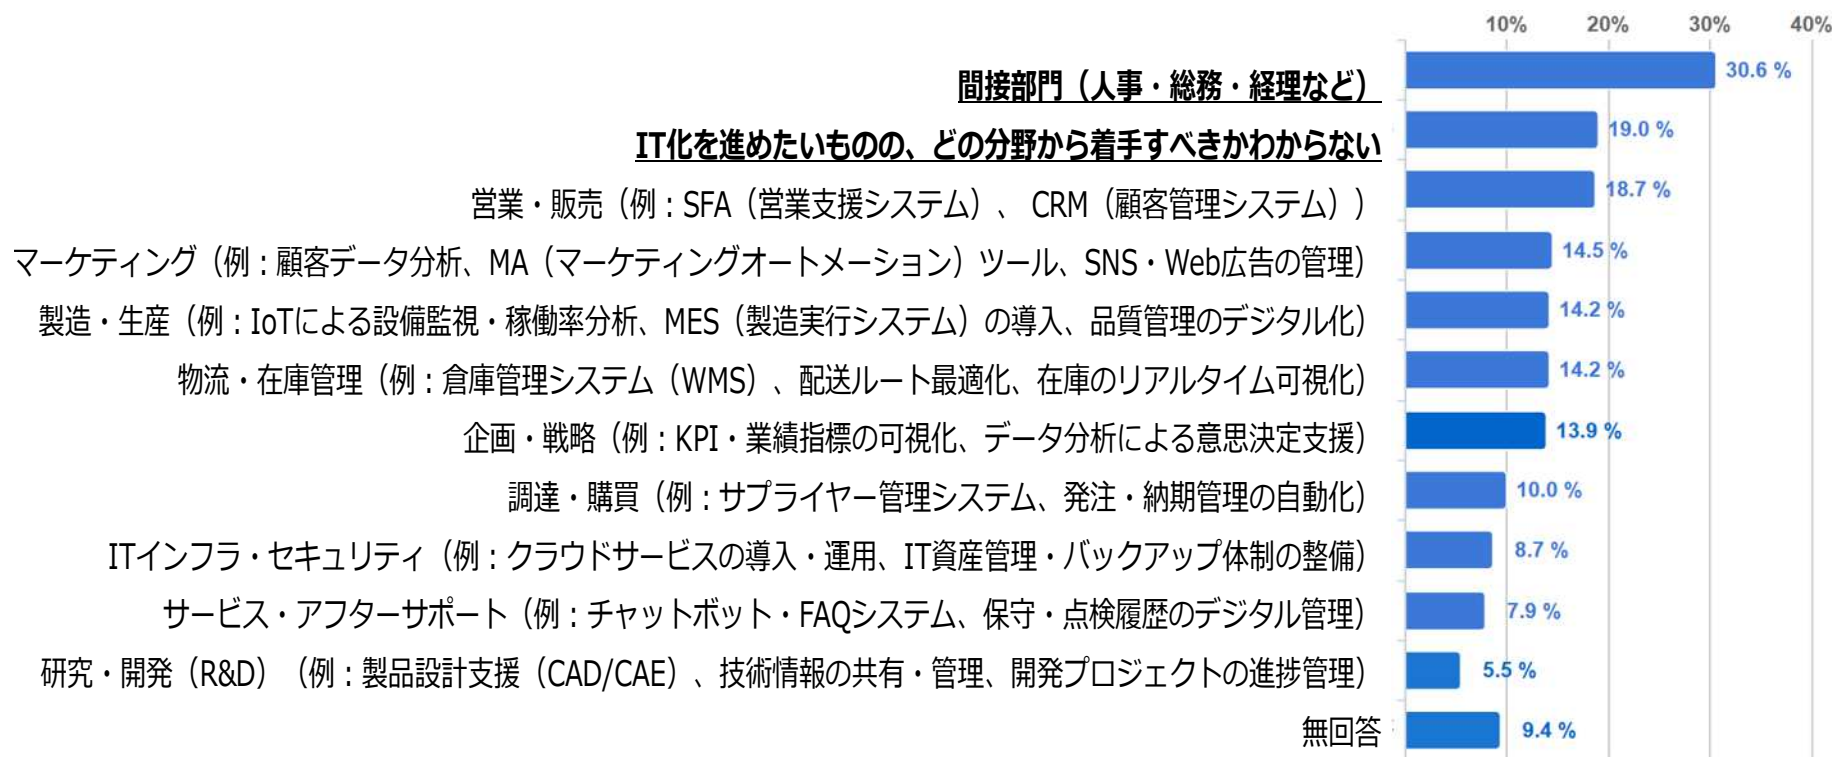 10% 20% 30% 40%
間接部門（人事・総務・経理など） 30.6 %
IT化を進めたいものの、どの分野から着手すべきかわからない 19.0 %
営業・販売（例：SFA（営業支援システム）、 CRM（顧客管理システム）） 18.7 %
マーケティング（例：顧客データ分析、MA（マーケティングオートメーション）ツール、SNS・Web広告の管理） 14.5 %
製造・生産（例：IoTによる設備監視・稼働率分析、MES（製造実行システム）の導入、品質管理のデジタル化） 14.2 %
物流・在庫管理（例：倉庫管理システム（WMS）、配送ルート最適化、在庫のリアルタイム可視化） 14.2 %
企画・戦略（例：KPI・業績指標の可視化、データ分析による意思決定支援） 13.9 %
調達・購買（例：サプライヤー管理システム、発注・納期管理の自動化） 10.0 %
ITインフラ・セキュリティ（例：クラウドサービスの導入・運用、IT資産管理・バックアップ体制の整備） 8.7 %
サービス・アフターサポート（例：チャットボット・FAQシステム、保守・点検履歴のデジタル管理） 7.9 %
研究・開発（R&D）（例：製品設計支援（CAD/CAE）、技術情報の共有・管理、開発プロジェクトの進捗管理） 5.5 %
無回答 9.4 %